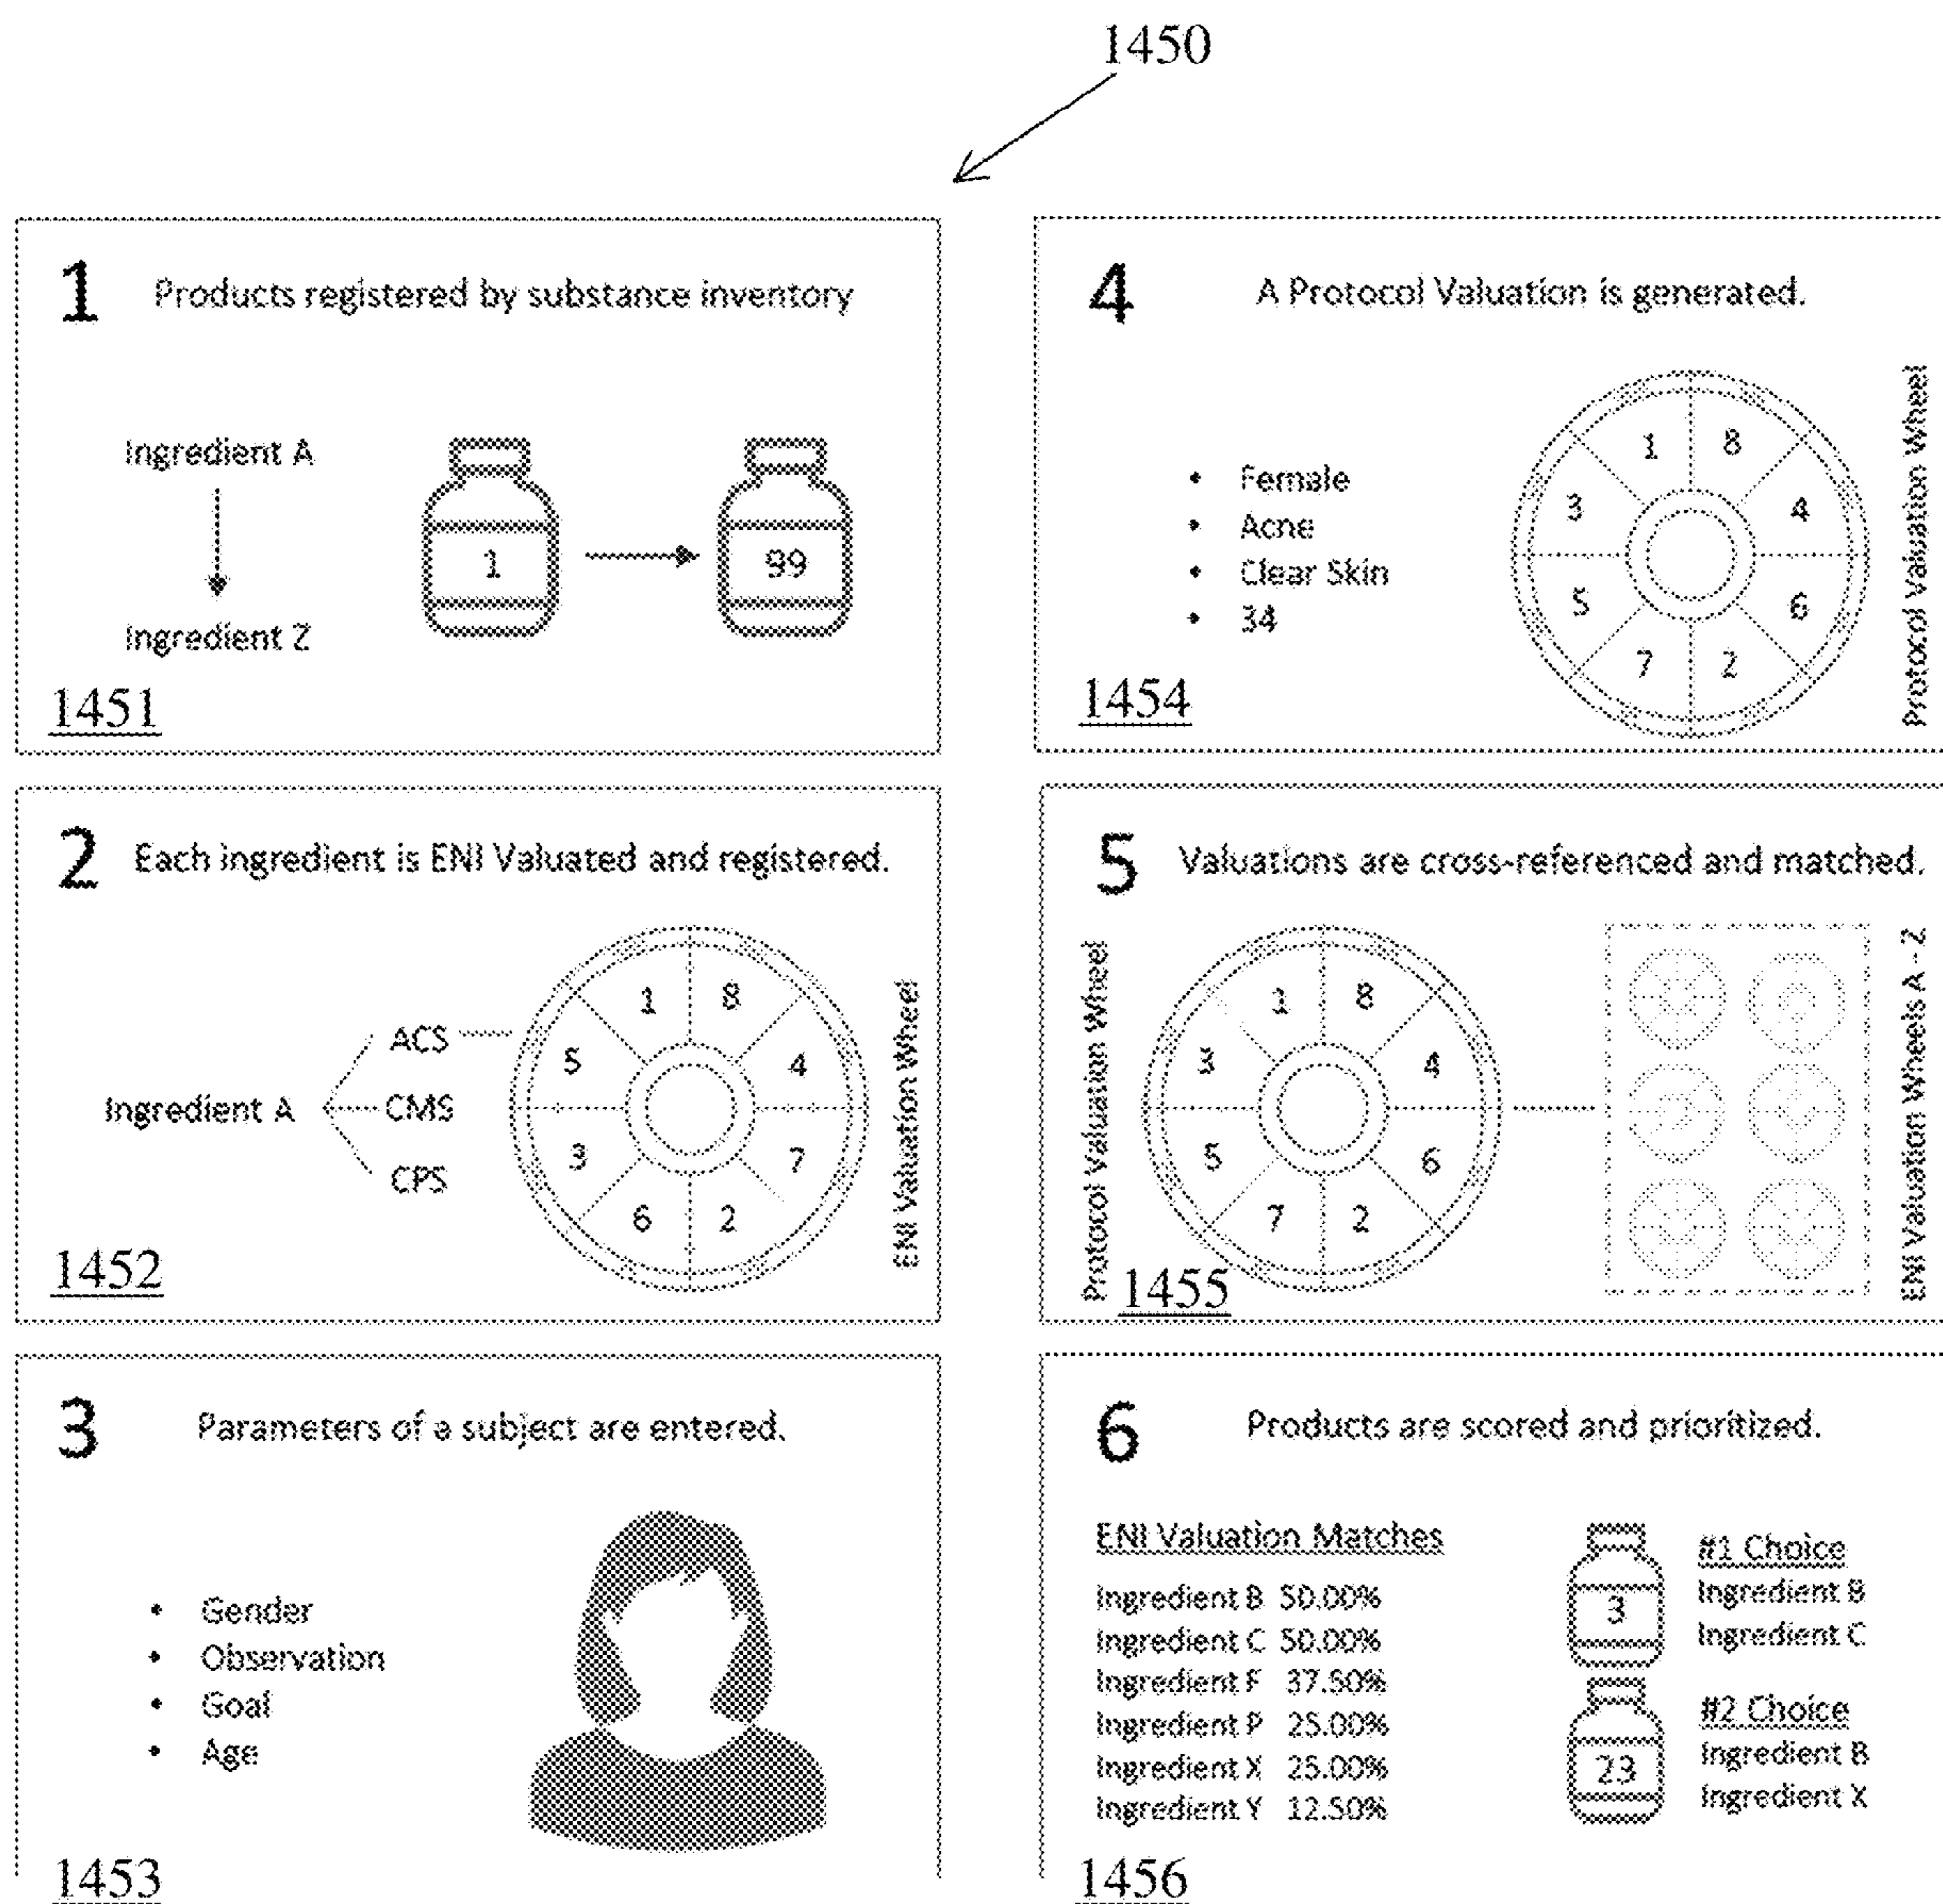 1450
1 Products registered by substance inventory
Ingredient A
1
99
Ingredient Z
1451
2 Each ingredient is ENI Valuated and registered.
Ingredient A
ACS
CMS
CPS
1 8
5 4
3 7
6 2
ENI Valuation Wheel
1452
3 Parameters of a subject are entered.
• Gender
• Observation
• Goal
• Age
1453
4 A Protocol Valuation is generated.
• Female
• Acne
• Clear Skin
• 34
1 8
3 4
5 6
7 2
Protocol Valuation Wheel
1454
5 Valuations are cross-referenced and matched.
Protocol Valuation Wheel
1 8
3 4
5 6
7 2
ENI Valuation Wheels A - Z
1455
6 Products are scored and prioritized.
ENI Valuation Matches
Ingredient B 50.00%
Ingredient C 50.00%
Ingredient F 37.50%
Ingredient P 25.00%
Ingredient X 25.00%
Ingredient Y 12.50%
3
#1 Choice
Ingredient B
Ingredient C
23
#2 Choice
Ingredient B
Ingredient X
1456